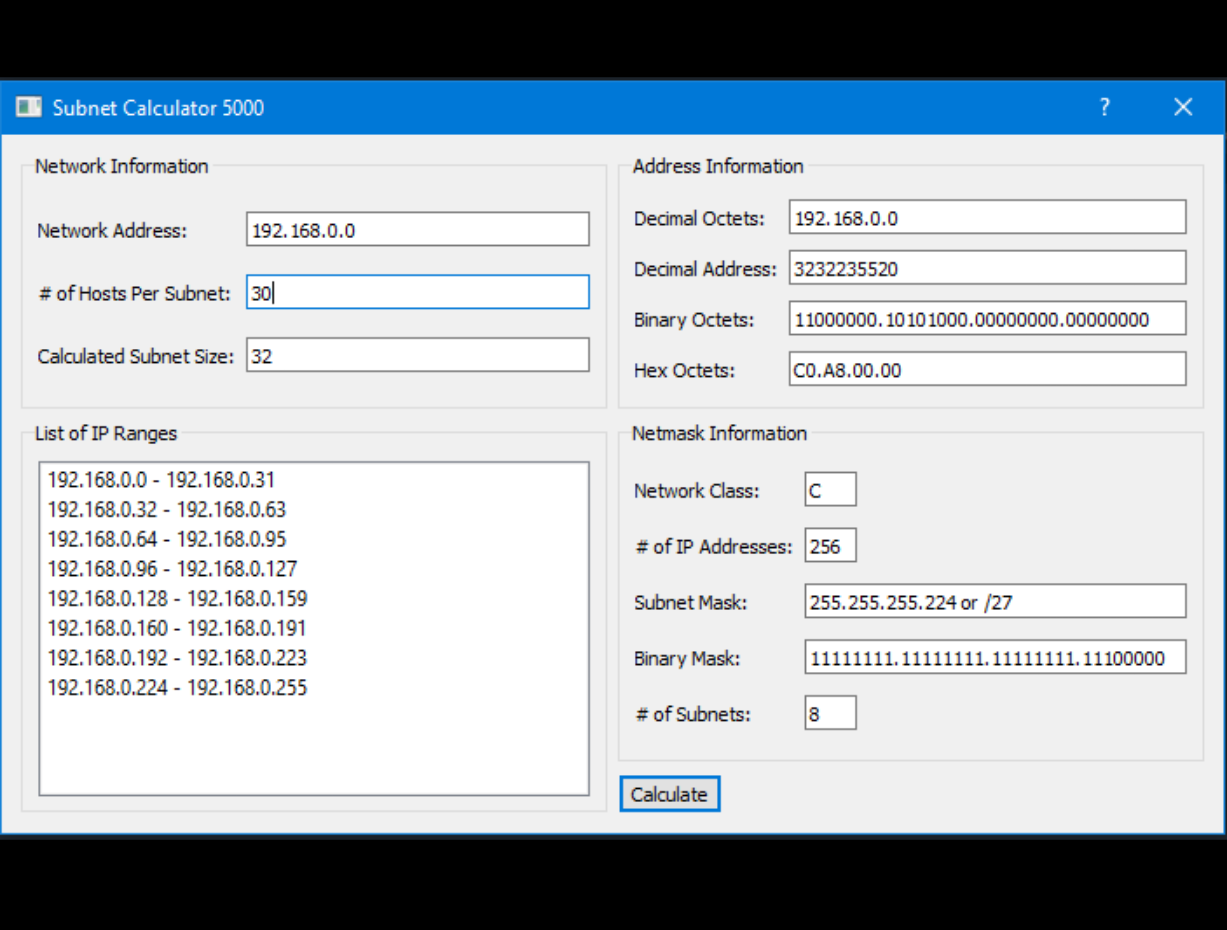 Subnet Calculator 5000
?
Network Information
Network Address: 192.168.0.0
# of Hosts Per Subnet: 30
Calculated Subnet Size: 32
Address Information
Decimal Octets: 192.168.0.0
Decimal Address: 3232235520
Binary Octets: 11000000.10101000.00000000.00000000
Hex Octets: C0.A8.00.00
List of IP Ranges
192.168.0.0 - 192.168.0.31
192.168.0.32 - 192.168.0.63
192.168.0.64 - 192.168.0.95
192.168.0.96 - 192.168.0.127
192.168.0.128 - 192.168.0.159
192.168.0.160 - 192.168.0.191
192.168.0.192 - 192.168.0.223
192.168.0.224 - 192.168.0.255
Netmask Information
Network Class: C
# of IP Addresses: 256
Subnet Mask: 255.255.255.224 or /27
Binary Mask: 11111111.11111111.11111111.11100000
# of Subnets: 8
Calculate